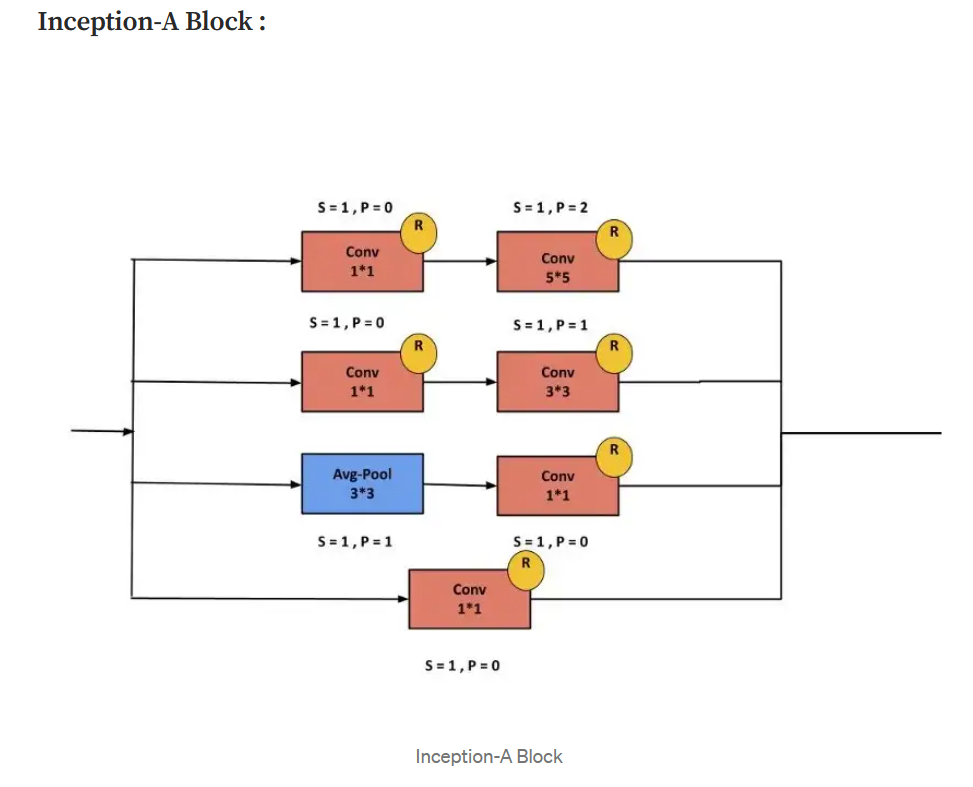 Inception-A Block :
S = 1 , P = 0
S = 1 , P = 2
R
R
Conv
1*1
Conv
5*5
S = 1 , P = 0
S = 1 , P = 1
R
R
Conv
1*1
Conv
3*3
R
Avg-Pool
3*3
Conv
1*1
S = 1 , P = 1
S = 1 , P = 0
R
Conv
1*1
S = 1 , P = 0
Inception-A Block